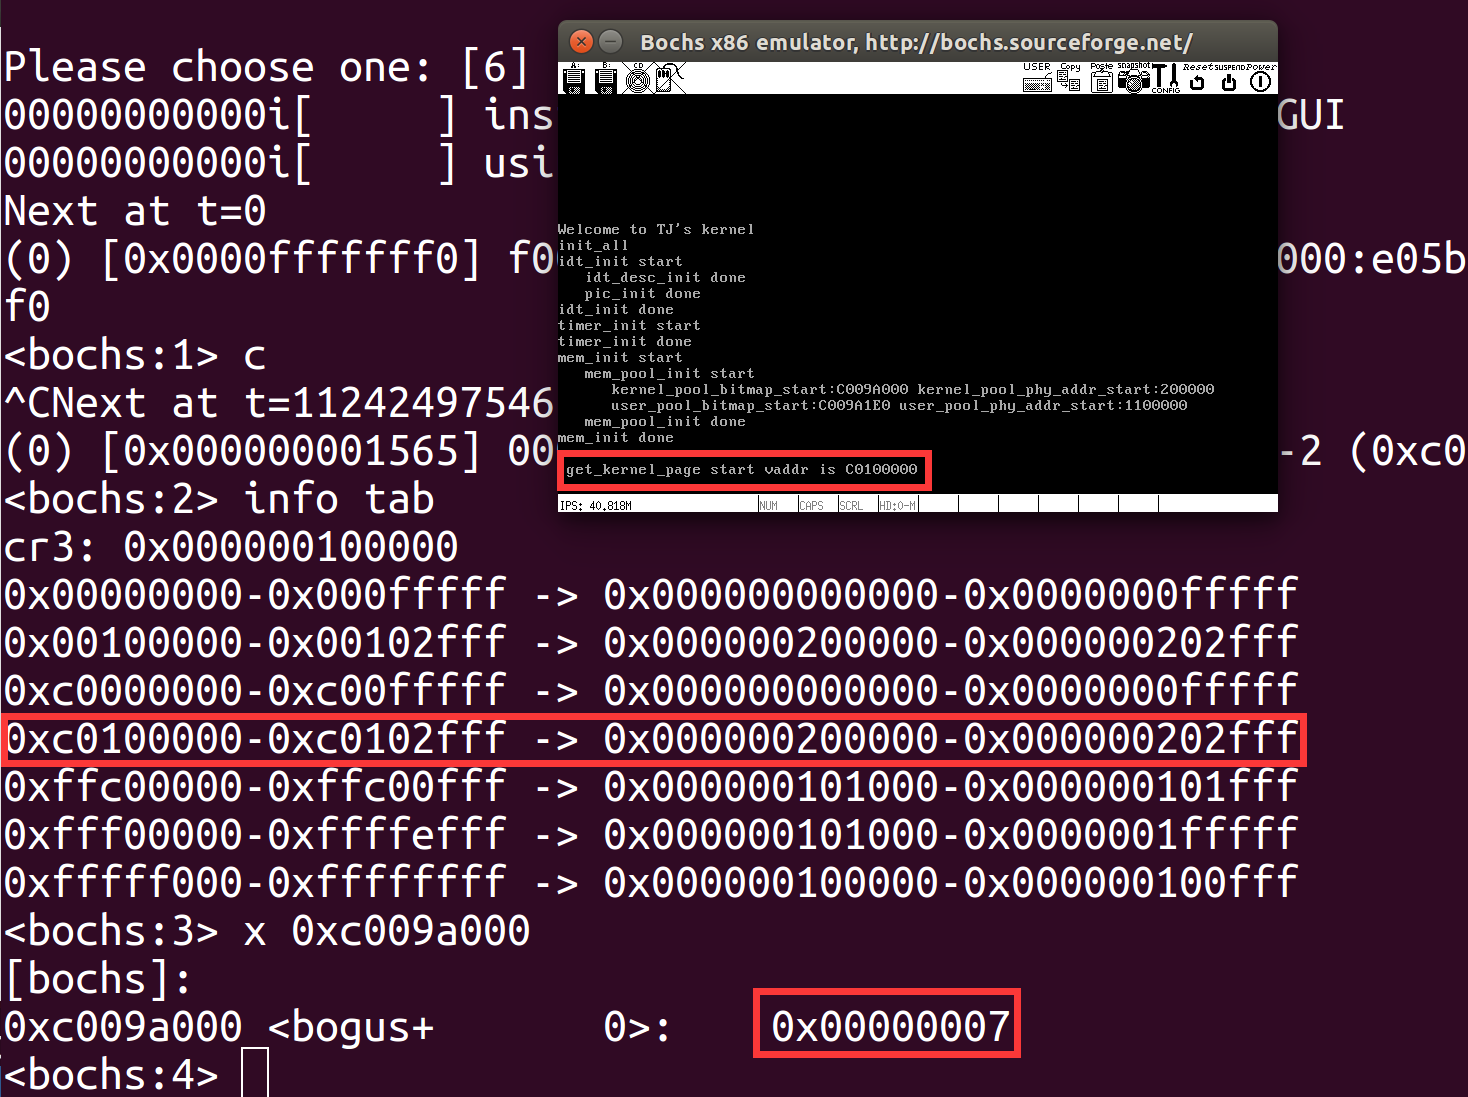 Please choose one: [6]
00000000000i[      ] ins
GUI
00000000000i[      ] usi
Next at t=0
(0) [0x0000fffffff0] f00
000:e05b
f0
<bochs:1> c
^CNext at t=11242497546
(0) [0x000000001565] 00
-2 (0xc0
<bochs:2> info tab
cr3: 0x000000100000
0x00000000-0x000fffff -> 0x000000000000-0x0000000fffff
0x00100000-0x00102fff -> 0x000000200000-0x000000202fff
0xc0000000-0xc00fffff -> 0x000000000000-0x0000000fffff
0xc0100000-0xc0102fff -> 0x000000200000-0x000000202fff
0xffc00000-0xffc00fff -> 0x000000101000-0x000000101fff
0xfff00000-0xffffefff -> 0x000000101000-0x0000001fffff
0xfffff000-0xffffffff -> 0x000000100000-0x000000100fff
<bochs:3> x 0xc009a000
[bochs]:
0xc009a000 <bogus+       0>:    0x00000007
<bochs:4>
Bochs x86 emulator, http://bochs.sourceforge.net/
A: B: CD USER Copy Paste snapshot CONFIG Reset SUSPEND Power
Welcome to TJ's kernel
init_all
idt_init start
idt_desc_init done
pic_init done
idt_init done
timer_init start
timer_init done
mem_init start
mem_pool_init start
kernel_pool_bitmap_start:C009A000 kernel_pool_phy_addr_start:200000
user_pool_bitmap_start:C009A1E0 user_pool_phy_addr_start:1100000
mem_pool_init done
mem_init done
get_kernel_page start vaddr is C0100000
IPS: 40.818M NUM CAPS SCRL HD:0-M